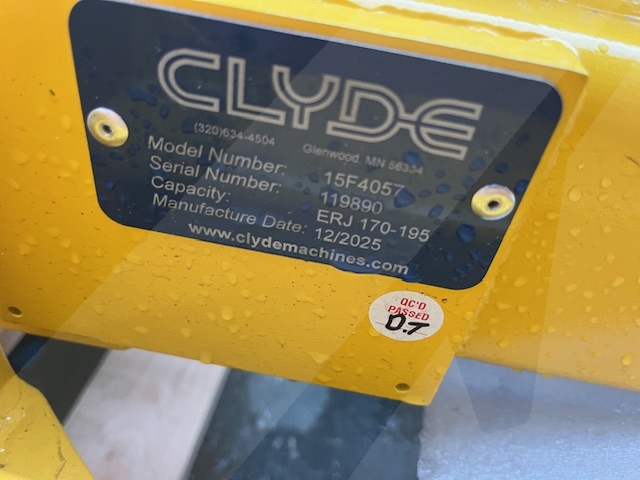 CLYDE
(320)634-4504 Glenwood, MN 56334
Model Number: 15F4057
Serial Number: 119890
Capacity: ERJ 170-195
Manufacture Date: 12/2025
www.clydemachines.com
QC'D
PASSED
D.T